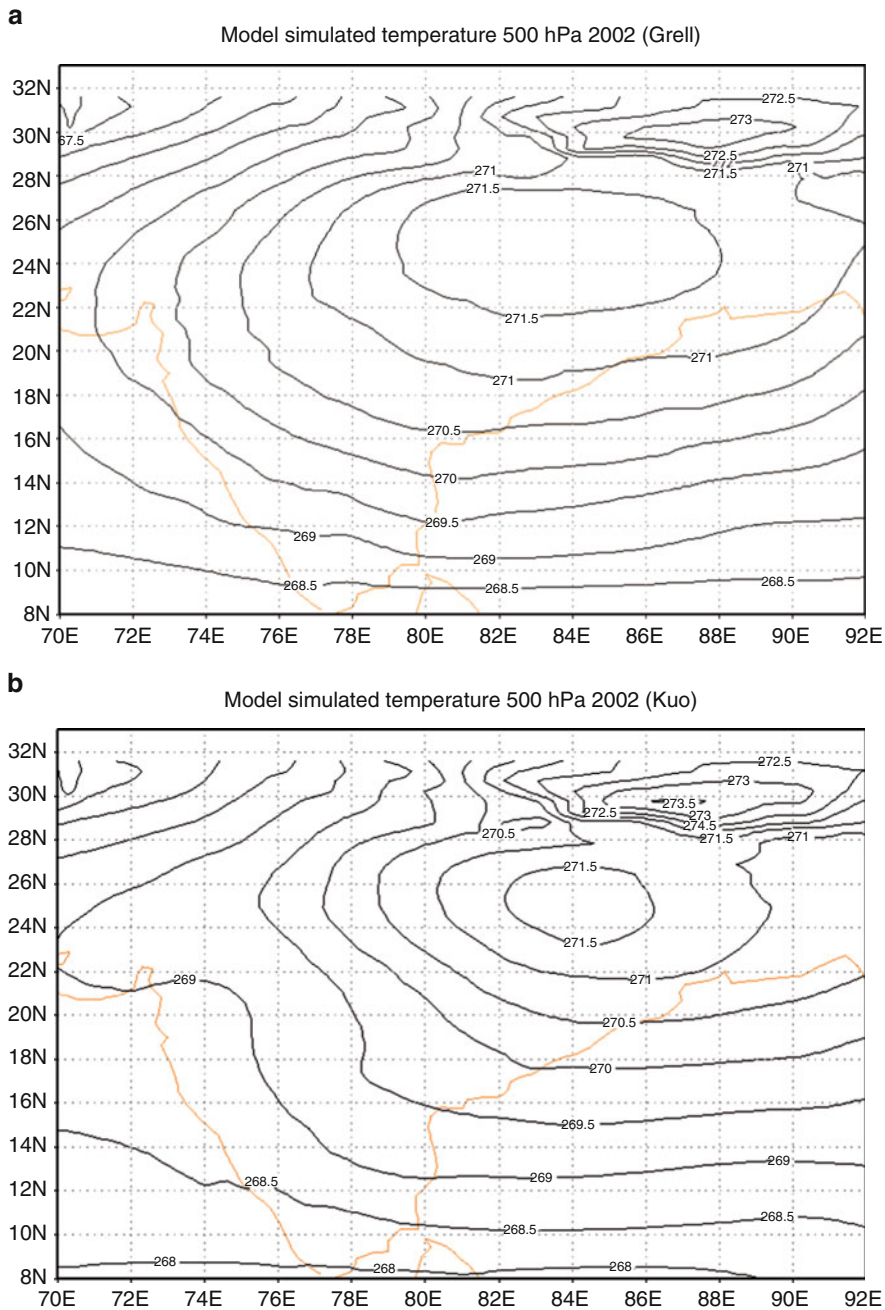 a
Model simulated temperature 500 hPa 2002 (Grell)
32N
272.5
273
30N
67.5
272.5
271
28N
271
271.5
271.5
26N
24N
22N
271.5
20N
271
271
18N
270.5
16N
14N
270
12N
269.5
269
269
10N
268.5
268.5
268.5
8N
70E 72E 74E 76E 78E 80E 82E 84E 86E 88E 90E 92E
b
Model simulated temperature 500 hPa 2002 (Kuo)
32N
272.5
273
30N
273.5
272.5
273
274.5
270.5
28N
271.5
271
271.5
26N
24N
271.5
22N
269
271
20N
270.5
18N
270
16N
269.5
14N
269
269
12N
268.5
268.5
10N
268.5
268
268
268
8N
70E 72E 74E 76E 78E 80E 82E 84E 86E 88E 90E 92E